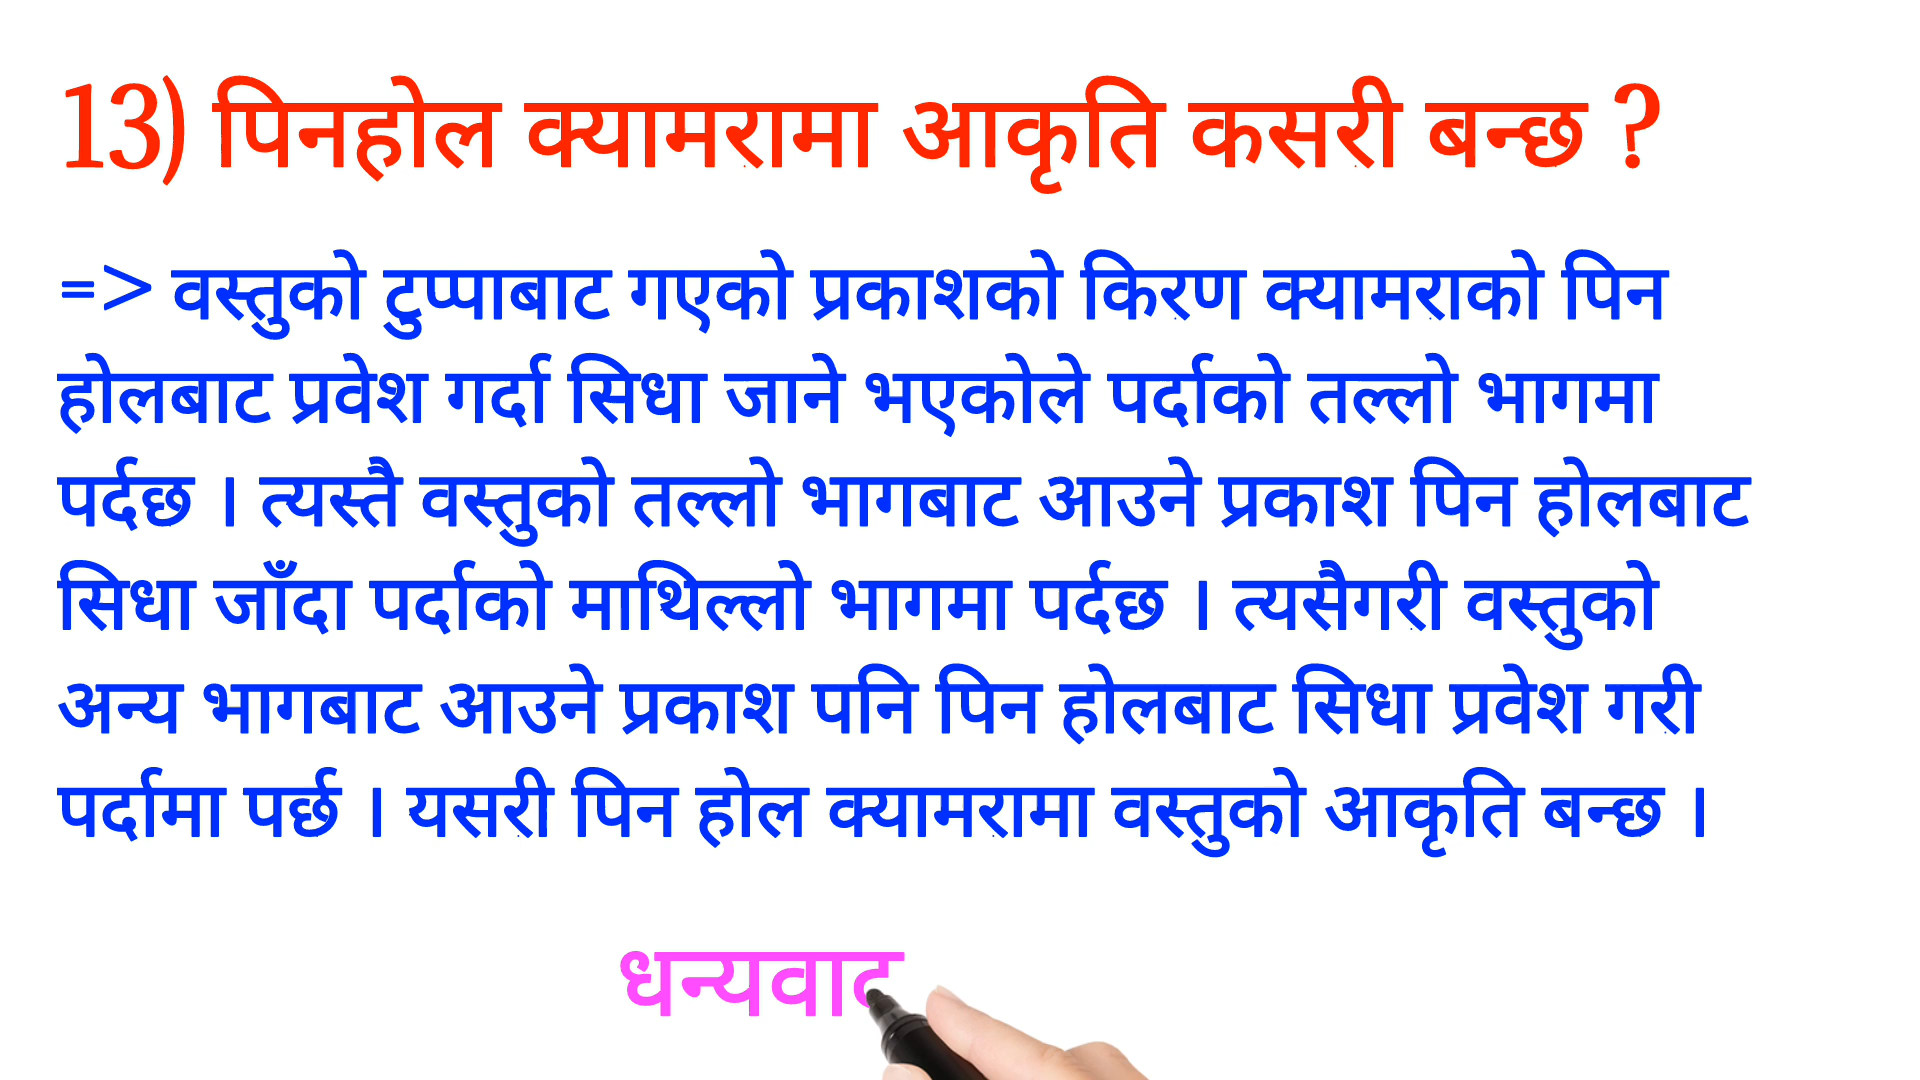 13) पिनहोल क्यामरामा आकृति कसरी बन्छ ?
=> वस्तुको टुप्पाबाट गएको प्रकाशको किरण क्यामराको पिन
होलबाट प्रवेश गर्दा सिधा जाने भएकोले पर्दाको तल्लो भागमा
पर्दछ । त्यस्तै वस्तुको तल्लो भागबाट आउने प्रकाश पिन होलबाट
सिधा जाँदा पर्दाको माथिल्लो भागमा पर्दछ । त्यसैगरी वस्तुको
अन्य भागबाट आउने प्रकाश पनि पिन होलबाट सिधा प्रवेश गरी
पर्दामा पर्छ । यसरी पिन होल क्यामरामा वस्तुको आकृति बन्छ ।
धन्यवाद